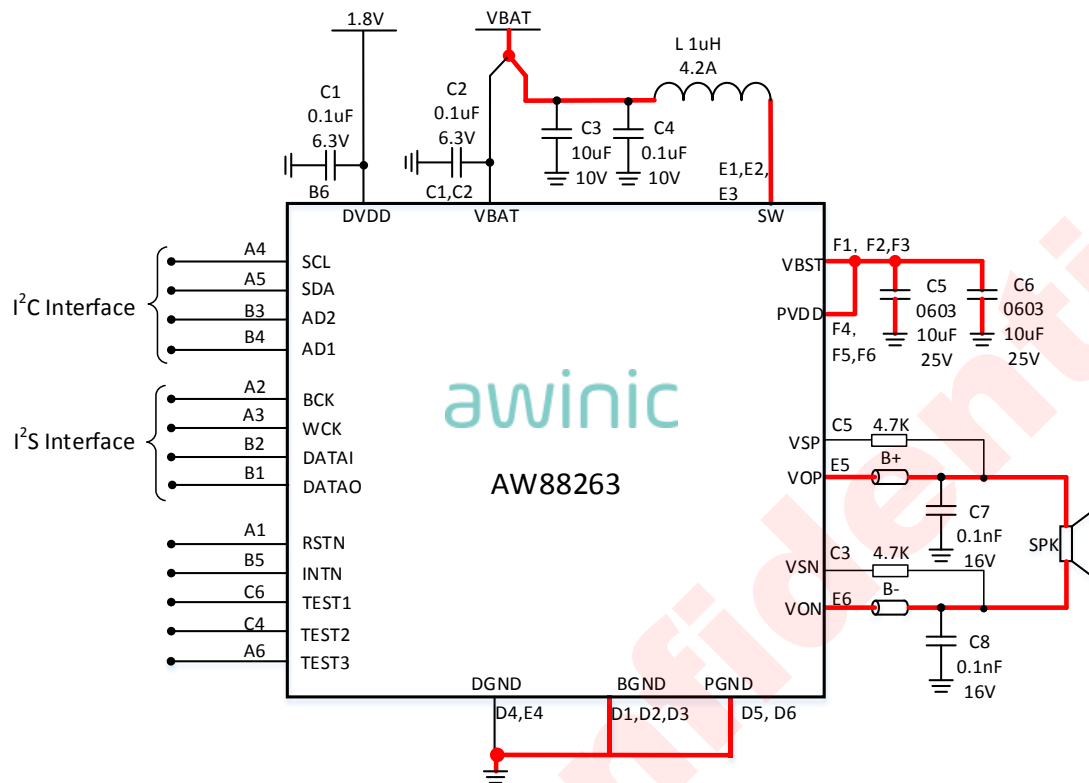 1.8V
VBAT
L 1uH
4.2A
C1
0.1uF
6.3V
C2
0.1uF
6.3V
C3
10uF
10V
C4
0.1uF
10V
E1,E2,
E3
B6
C1,C2
DVDD
VBAT
SW
I²C Interface
A4
SCL
A5
SDA
B3
AD2
B4
AD1
I²S Interface
A2
BCK
A3
WCK
B2
DATAI
B1
DATAO
A1
RSTN
B5
INTN
C6
TEST1
C4
TEST2
A6
TEST3
awinic
AW88263
VBST
F1, F2,F3
PVDD
F4,
F5,F6
C5
0603
10uF
25V
C6
0603
10uF
25V
VSP
C5
4.7K
VOP
E5
B+
C7
0.1nF
16V
VSN
C3
4.7K
VON
E6
B-
C8
0.1nF
16V
SPK
DGND
BGND
PGND
D4,E4
D1,D2,D3
D5, D6
nfidenti